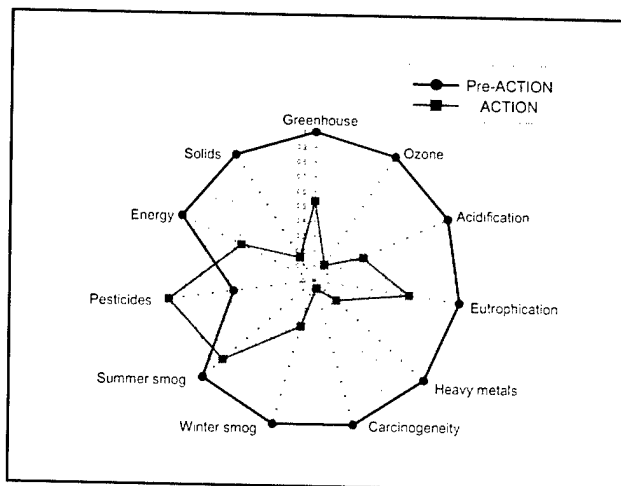 Pre-ACTION
ACTION
Greenhouse
Solids
Ozone
Energy
Acidification
Pesticides
Eutrophication
Summer smog
Heavy metals
Winter smog
Carcinogeneity